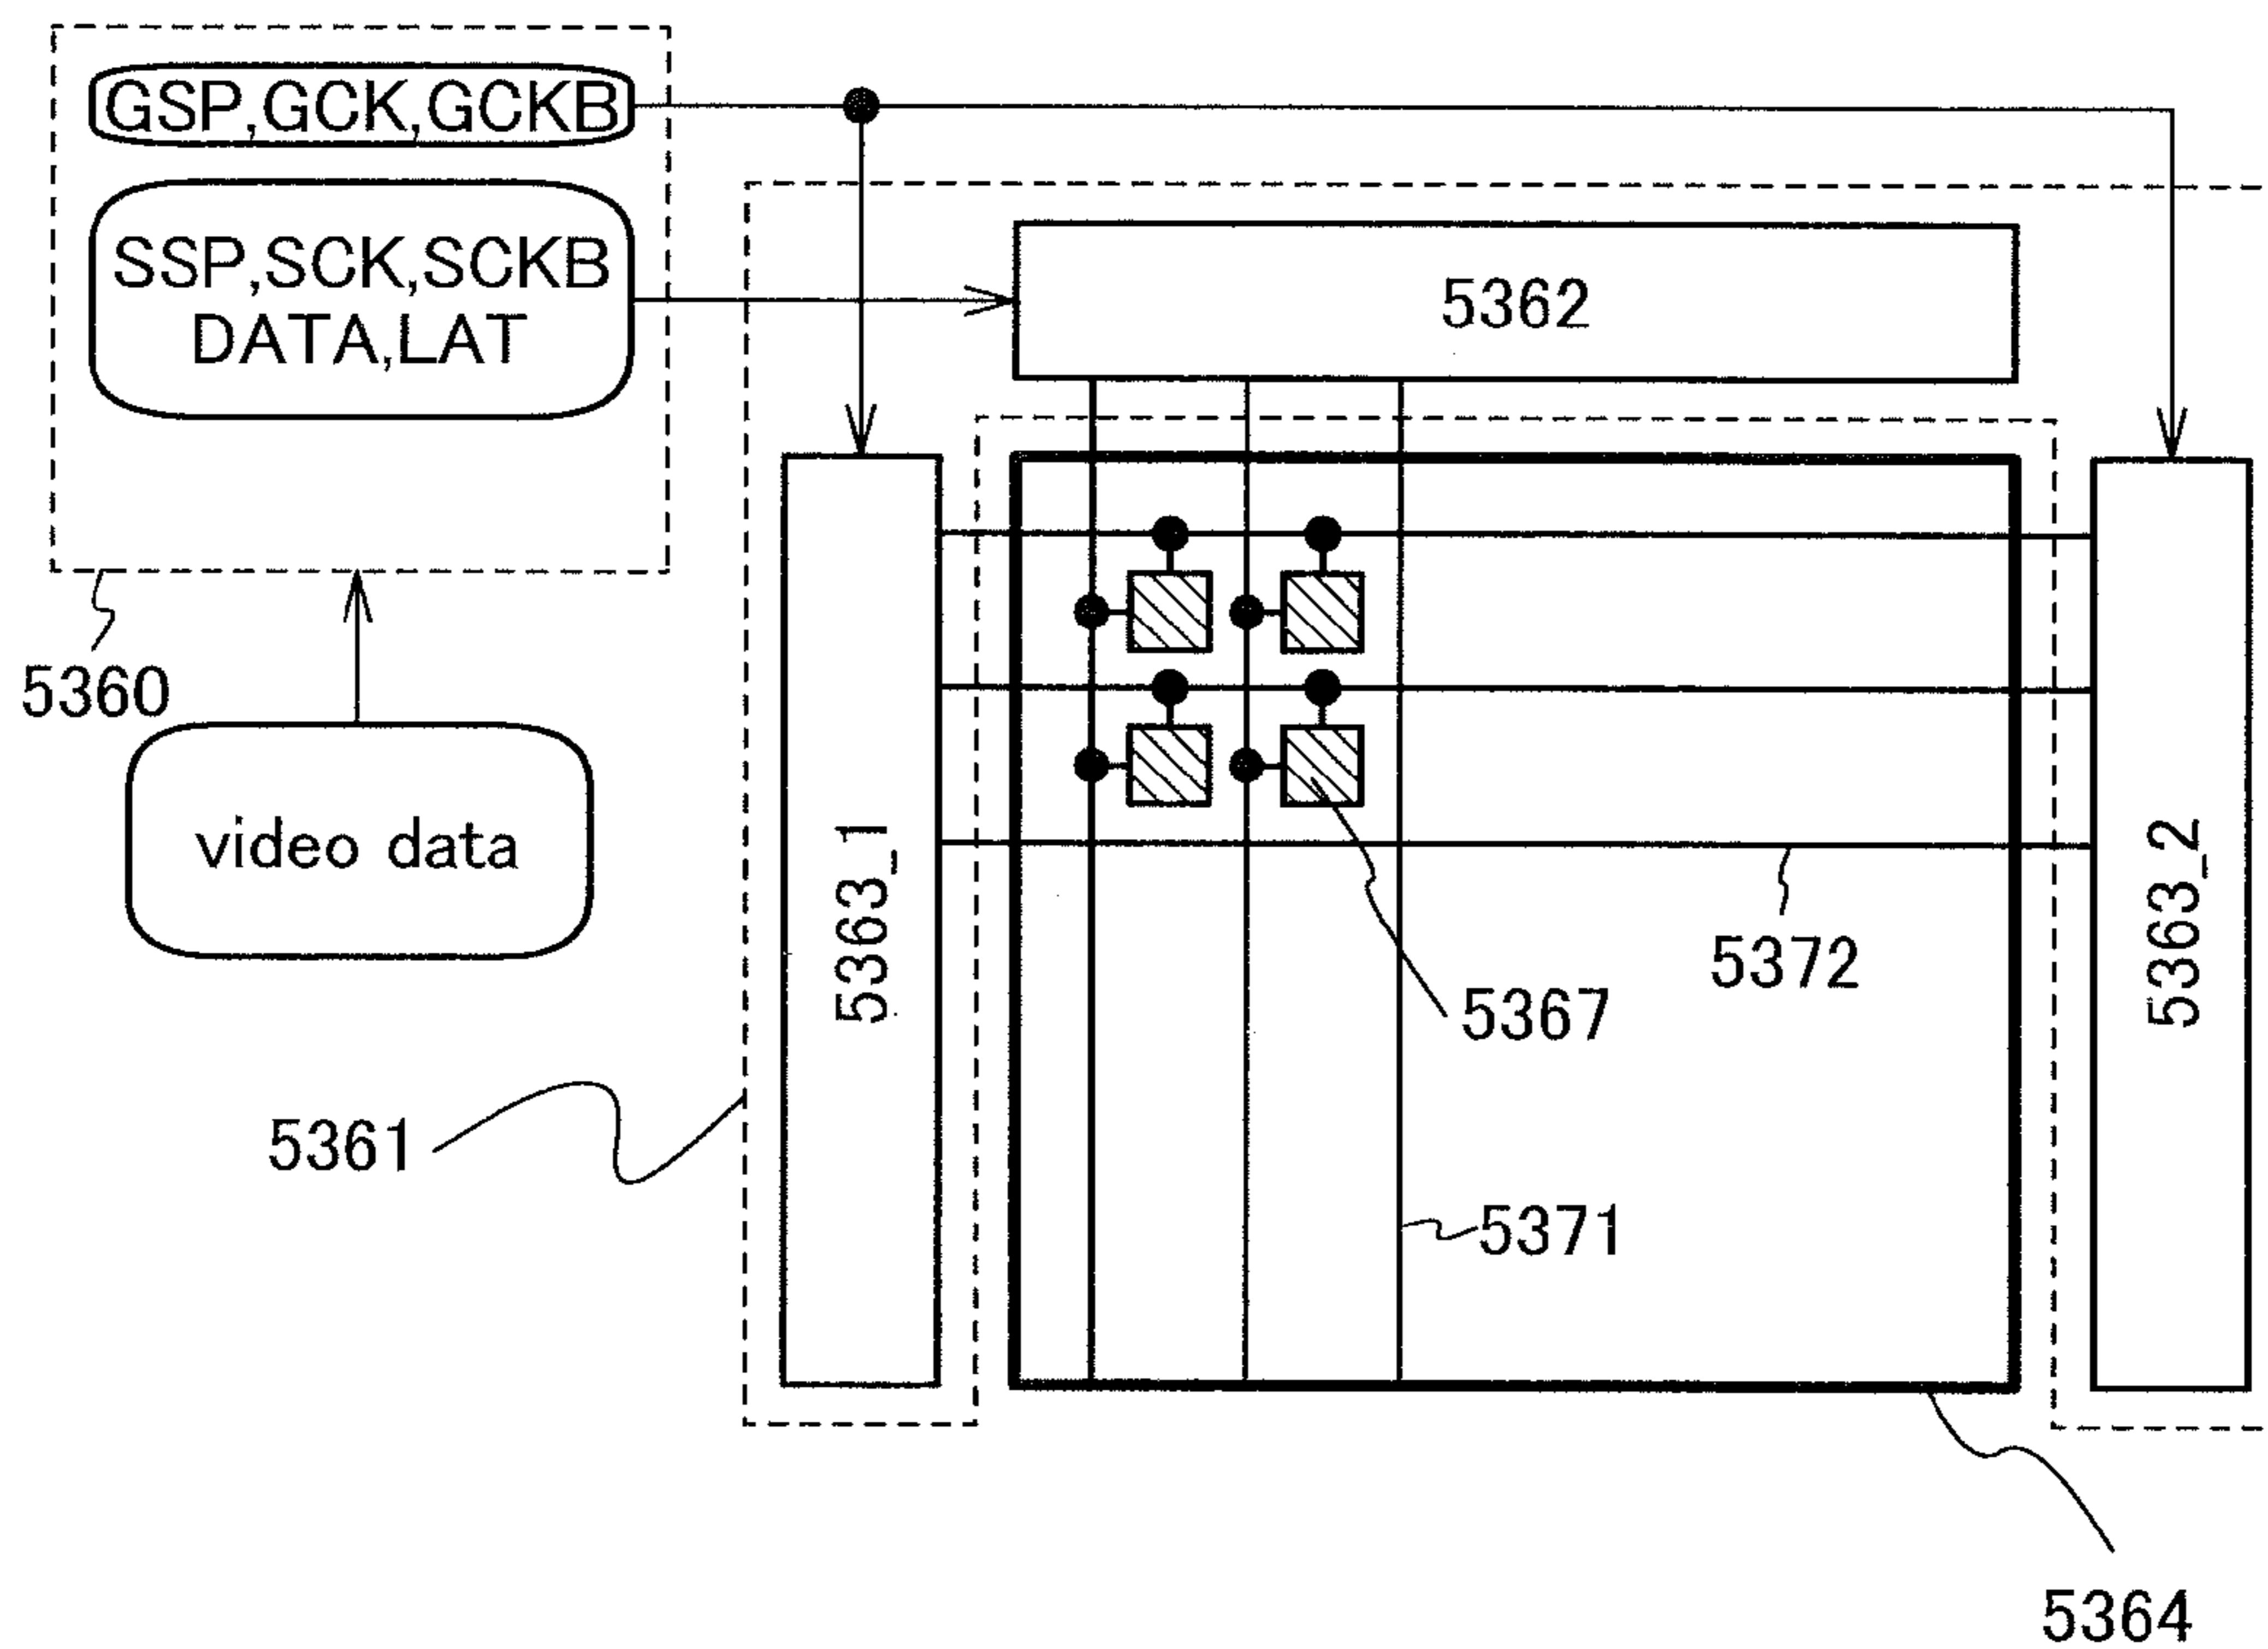 GSP,GCK,GCKB
SSP,SCK,SCKB
DATA,LAT
5362
5360
video data
5363_1
5363_2
5372
5367
5361
5371
5364